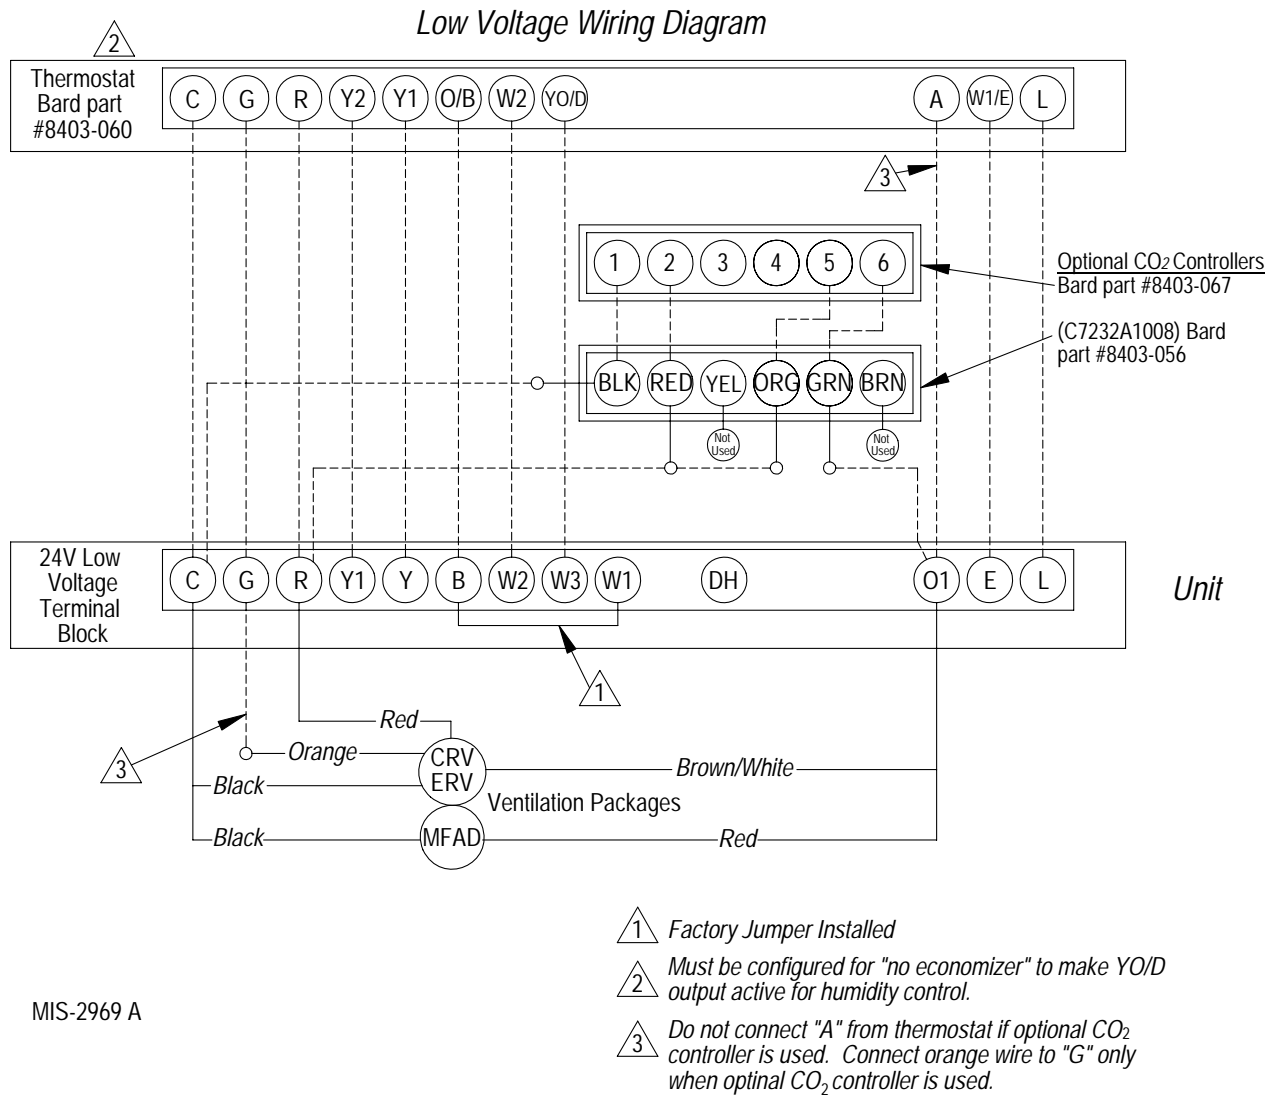 Low Voltage Wiring Diagram
2
Thermostat
Bard part
#8403-060
C G R Y2 Y1 O/B W2 YO/D A W1/E L
3
1 2 3 4 5 6
Optional CO2 Controllers
Bard part #8403-067
(C7232A1008) Bard
part #8403-056
BLK RED YEL ORG GRN BRN
Not
Used
Not
Used
24V Low
Voltage
Terminal
Block
C G R Y1 Y B W2 W3 W1 DH O1 E L
Unit
1
Red
3
Orange
CRV
ERV
Brown/White
Black
Ventilation Packages
Black
MFAD
Red
1 Factory Jumper Installed
2 Must be configured for "no economizer" to make YO/D
output active for humidity control.
MIS-2969 A
3 Do not connect "A" from thermostat if optional CO2
controller is used. Connect orange wire to "G" only
when optinal CO2 controller is used.